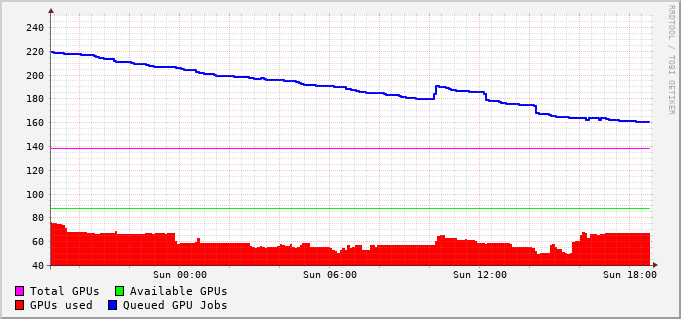 240
220
200
180
160
140
120
100
80
60
40
Sun 00:00 Sun 06:00 Sun 12:00 Sun 18:00
Total GPUs Available GPUs
GPUs used Queued GPU Jobs
RRDTOOL / TOBI OETIKER